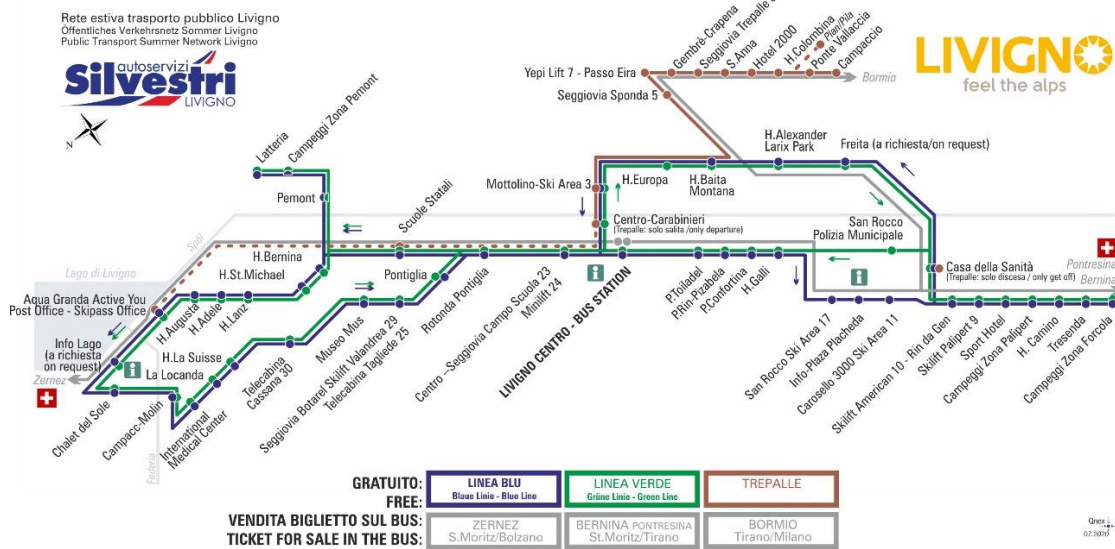 Rete estiva trasporto pubblico Livigno
Öffentliches Verkehrsnetz Sommer Livigno
Public Transport Summer Network Livigno
autoservizi
Silvestri
LIVIGNO
N
LIVIGNO
feel the alps
Gembrè-Crapena
Seggiovia Trepalle
S.Anna
Hotel 2000
H.Colombina
Plan/Pila
Ponte Vallaccia
Campaccio
Yepi Lift 7 - Passo Eira
Bormio
Seggiovia Sponda 5
Latteria
Campeggi Zona Pemont
Pemont
Scuole Statali
Mottolino-Ski Area 3
H.Europa
H.Baita
Montana
H.Alexander
Larix Park
Freita (a richiesta/on request)
Centro-Carabinieri
(Trepalle: solo salita /only departure)
San Rocco
Polizia Municipale
Casa della Sanità
(Trepalle: solo discesa / only get off)
Pontresina
Bernina
Spöl
Lago di Livigno
H.Bernina
H.St.Michael
Pontiglia
Aqua Granda Active You
Post Office - Skipass Office
H.Augusta
H.Adele
H.Lanz
Info Lago
(a richiesta
on request)
Zernez
H.La Suisse
La Locanda
Chalet del Sole
Campacc-Molin
Federia
International
Medical Center
Telecabina
Cassana 30
Museo Mus
Seggiovia Botarel Skilift Valandrea 29
Telecabina Tagliede 25
Rotonda Pontiglia
Centro –Seggiovia Campo Scuola 23
Minilift 24
i
LIVIGNO CENTRO - BUS STATION
P.Toiladel
P.Rin Pizabela
P.Confortina
H.Galli
i
San Rocco Ski Area 17
Info-Plaza Placheda
Carosello 3000 Ski Area 11
Skilift American 10 - Rin da Gen
Skilift Palipert 9
Sport Hotel
Campeggi Zona Palipert
H. Camino
Tresenda
Campeggi Zona Forcola
i
GRATUITO:
FREE:
LINEA BLU
Blaue Linie - Blue Line
LINEA VERDE
Grüne Linie - Green Line
TREPALLE
VENDITA BIGLIETTO SUL BUS:
TICKET FOR SALE IN THE BUS:
ZERNEZ
S.Moritz/Bolzano
BERNINA PONTRESINA
St.Moritz/Tirano
BORMIO
Tirano/Milano
Qnex
07.2020